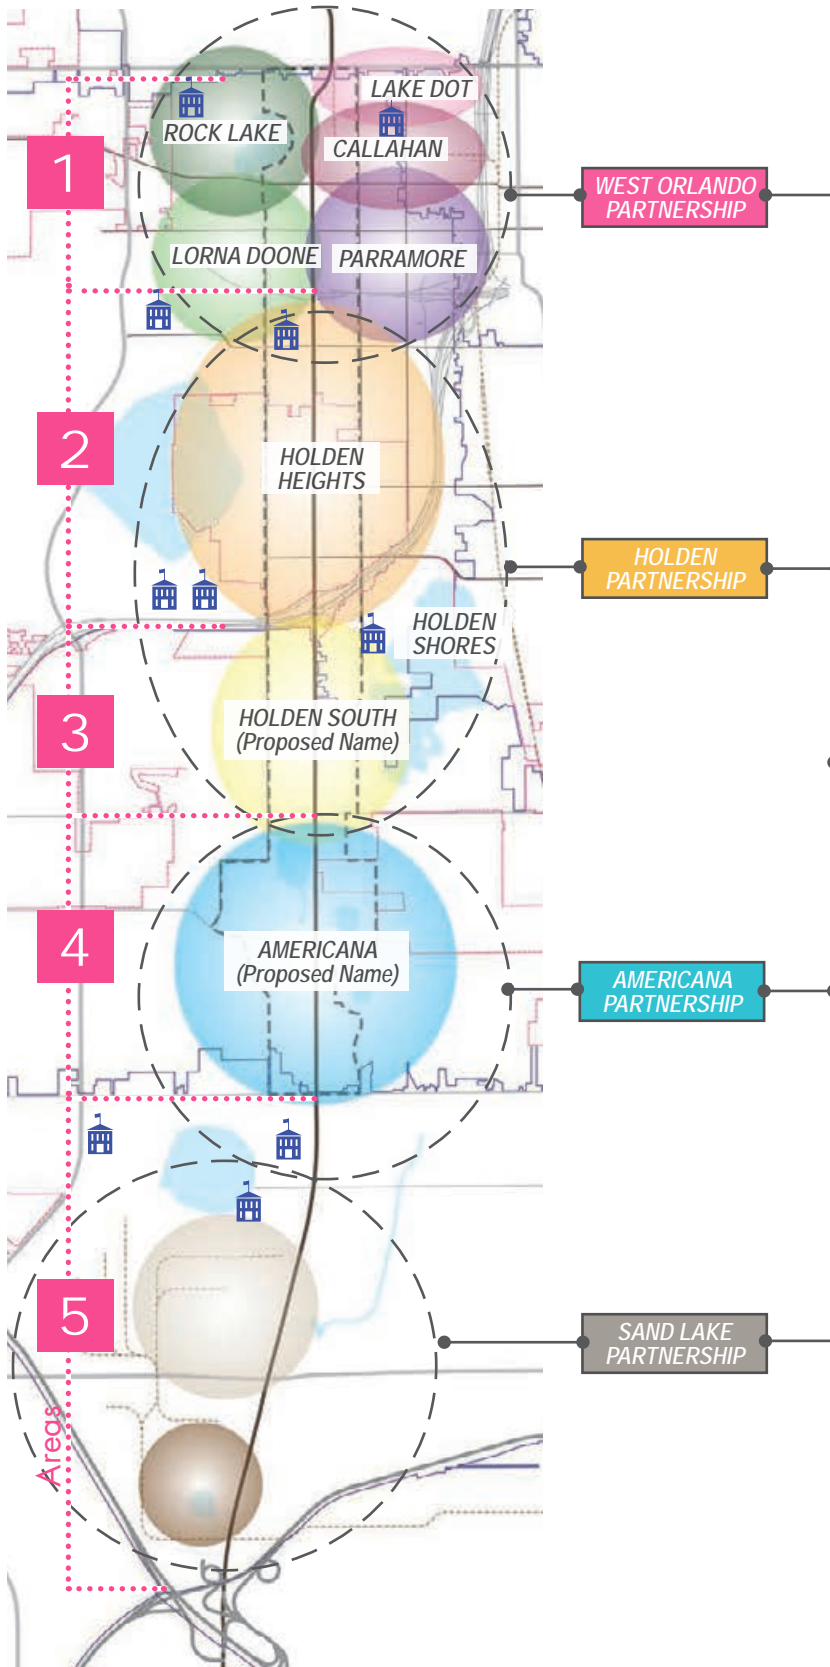 LAKE DOT
ROCK LAKE
CALLAHAN
1
WEST ORLANDO
PARTNERSHIP
LORNA DOONE
PARRAMORE
2
HOLDEN
HEIGHTS
HOLDEN
PARTNERSHIP
HOLDEN
SHORES
3
HOLDEN SOUTH
(Proposed Name)
4
AMERICANA
(Proposed Name)
AMERICANA
PARTNERSHIP
5
SAND LAKE
PARTNERSHIP
Areas